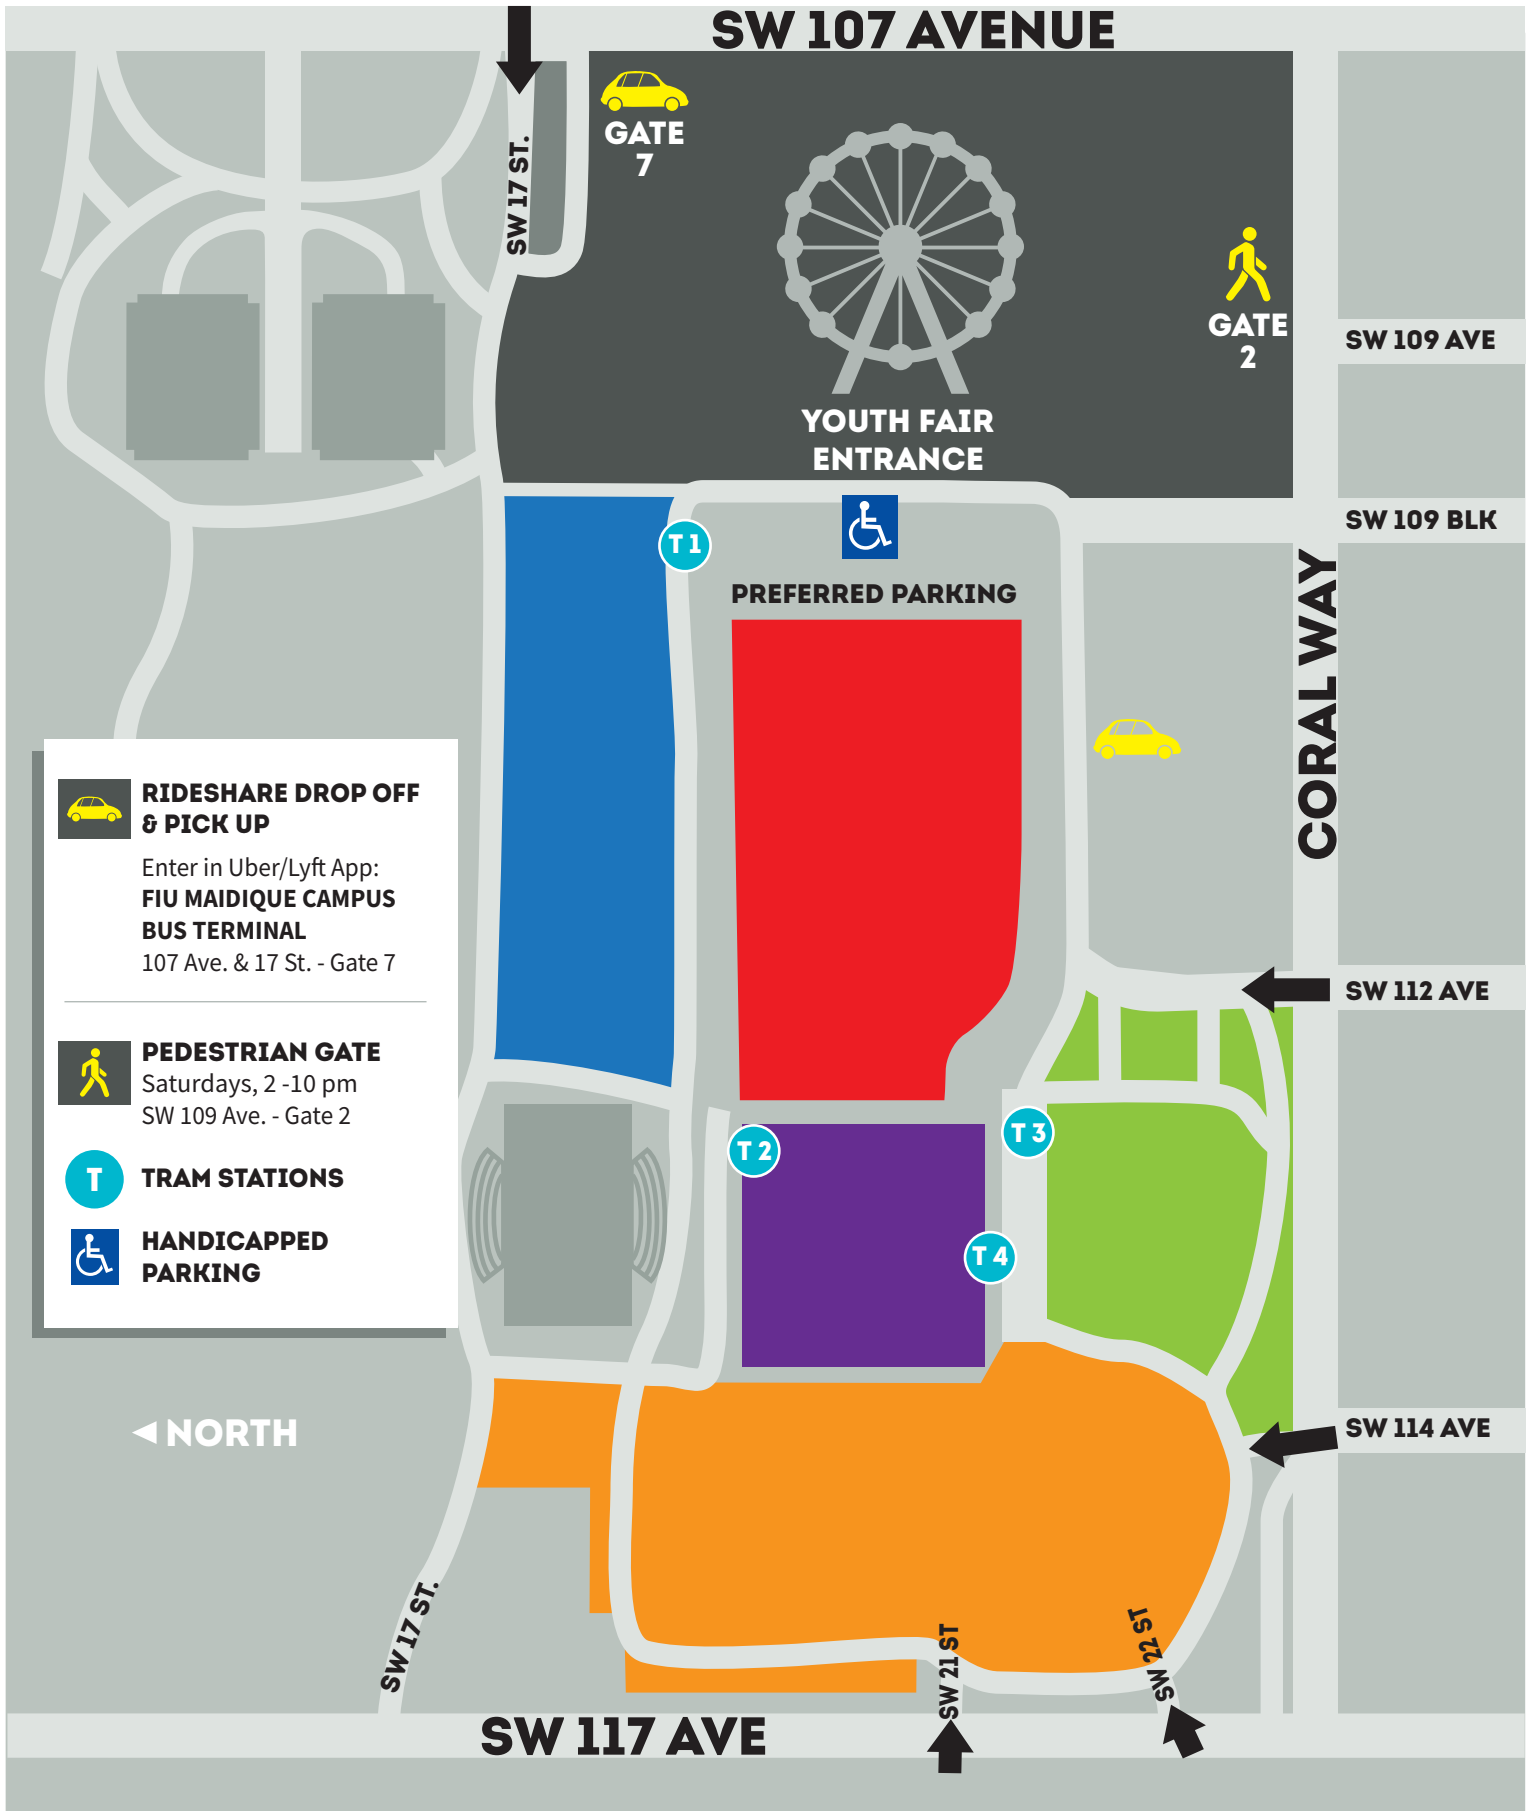 SW 107 AVENUE
SW 17 ST.
GATE
7
GATE
2
SW 109 AVE
YOUTH FAIR
ENTRANCE
SW 109 BLK
T 1
PREFERRED PARKING
CORAL WAY
RIDESHARE DROP OFF
& PICK UP
Enter in Uber/Lyft App:
FIU MAIDIQUE CAMPUS
BUS TERMINAL
107 Ave. & 17 St. - Gate 7
PEDESTRIAN GATE
Saturdays, 2 -10 pm
SW 109 Ave. - Gate 2
T
TRAM STATIONS
HANDICAPPED
PARKING
SW 112 AVE
T 2
T 3
T 4
NORTH
SW 114 AVE
SW 17 ST.
SW 21 ST
SW 22 ST
SW 117 AVE